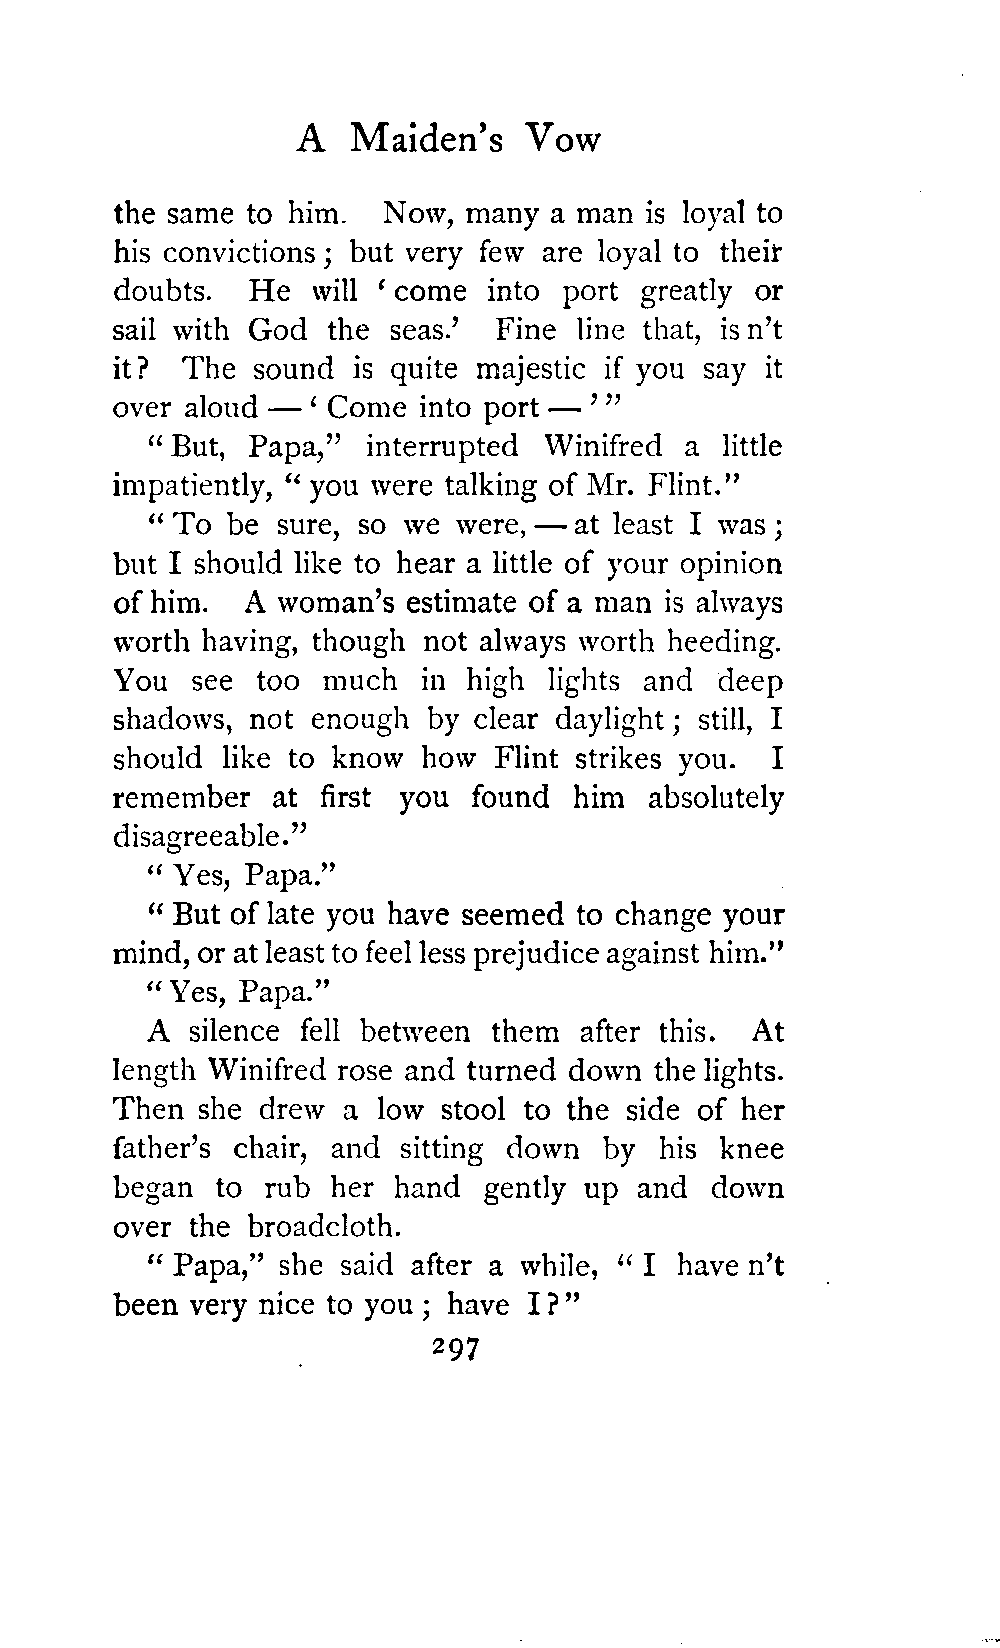 A Maiden's Vow
the same to him. Now, many a man is loyal to
his convictions; but very few are loyal to their
doubts. He will 'come into port greatly or
sail with God the seas.' Fine line that, is n't
it? The sound is quite majestic if you say it
over aloud — 'Come into port — '"
"But, Papa," interrupted Winifred a little
impatiently, "you were talking of Mr. Flint."
"To be sure, so we were, — at least I was;
but I should like to hear a little of your opinion
of him. A woman's estimate of a man is always
worth having, though not always worth heeding.
You see too much in high lights and deep
shadows, not enough by clear daylight; still, I
should like to know how Flint strikes you. I
remember at first you found him absolutely
disagreeable."
"Yes, Papa."
"But of late you have seemed to change your
mind, or at least to feel less prejudice against him."
"Yes, Papa."
A silence fell between them after this. At
length Winifred rose and turned down the lights.
Then she drew a low stool to the side of her
father's chair, and sitting down by his knee
began to rub her hand gently up and down
over the broadcloth.
"Papa," she said after a while, "I have n't
been very nice to you; have I?"
297